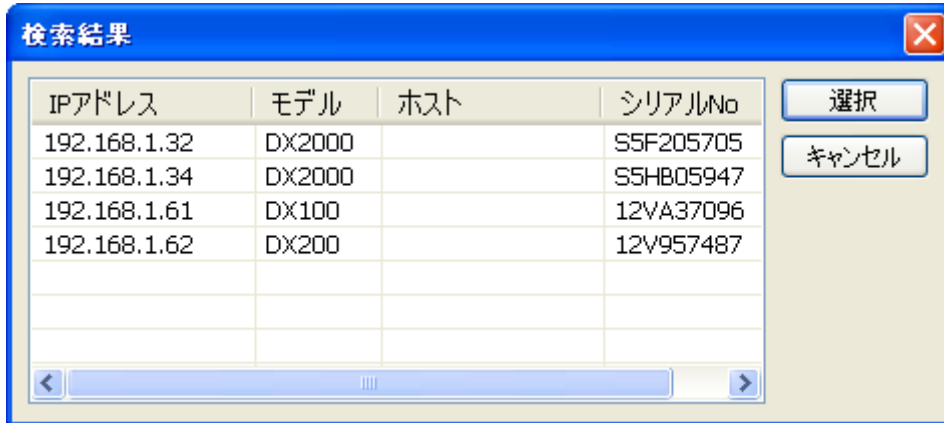 検索結果
IPアドレス モデル ホスト シリアルNo
192.168.1.32 DX2000 S5F205705
192.168.1.34 DX2000 S5HB05947
192.168.1.61 DX100 12VA37096
192.168.1.62 DX200 12V957487
選択
キャンセル